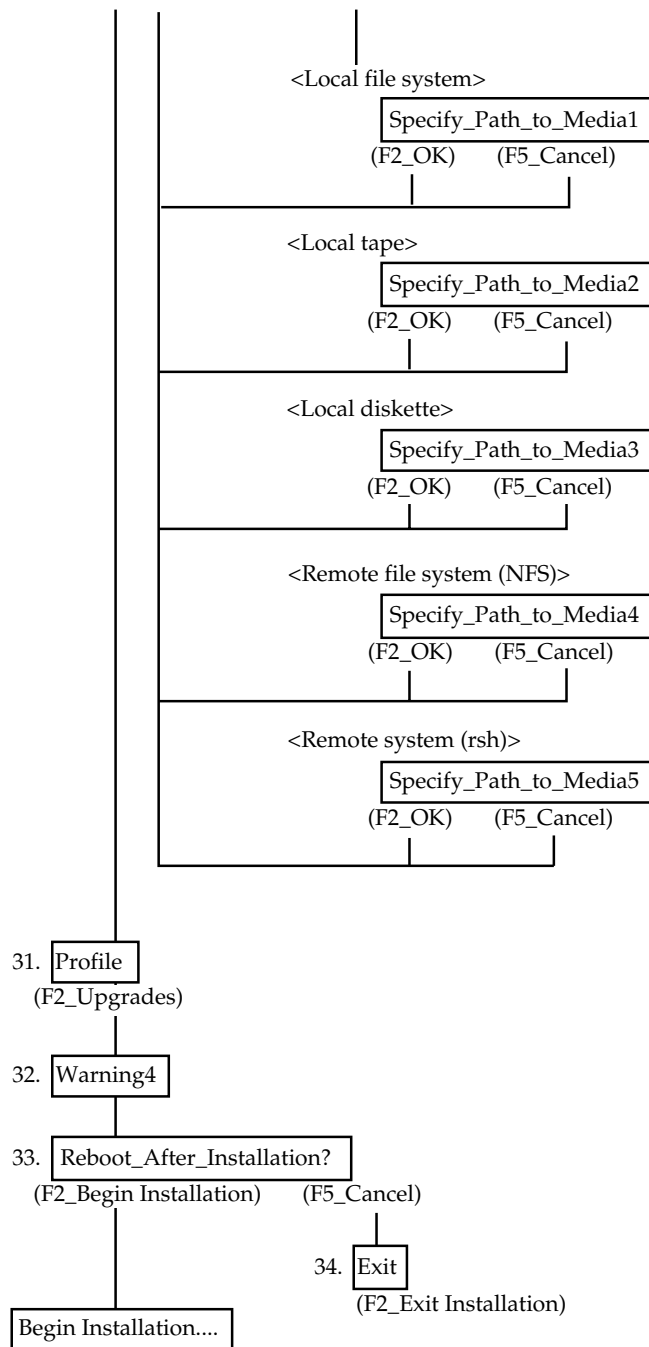 <Local file system>
Specify_Path_to_Media1
(F2_OK) (F5_Cancel)
<Local tape>
Specify_Path_to_Media2
(F2_OK) (F5_Cancel)
<Local diskette>
Specify_Path_to_Media3
(F2_OK) (F5_Cancel)
<Remote file system (NFS)>
Specify_Path_to_Media4
(F2_OK) (F5_Cancel)
<Remote system (rsh)>
Specify_Path_to_Media5
(F2_OK) (F5_Cancel)
31. Profile
(F2_Upgrades)
32. Warning4
33. Reboot_After_Installation?
(F2_Begin Installation) (F5_Cancel)
34. Exit
(F2_Exit Installation)
Begin Installation....